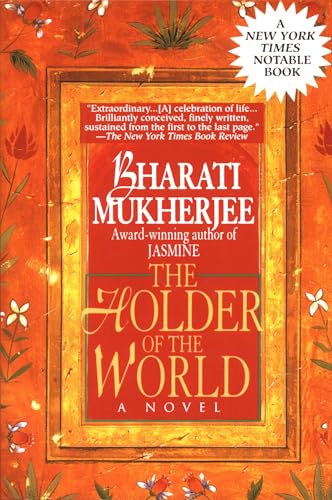 A
NEW YORK
TIMES
NOTABLE
BOOK
"Extraordinary...[A] celebration of life...
Brilliantly conceived, finely written,
sustained from the first to the last page."
—The New York Times Book Review
BHARATI
MUKHERJEE
Award-winning author of
JASMINE
THE
HOLDER
OF THE
WORLD
A NOVEL